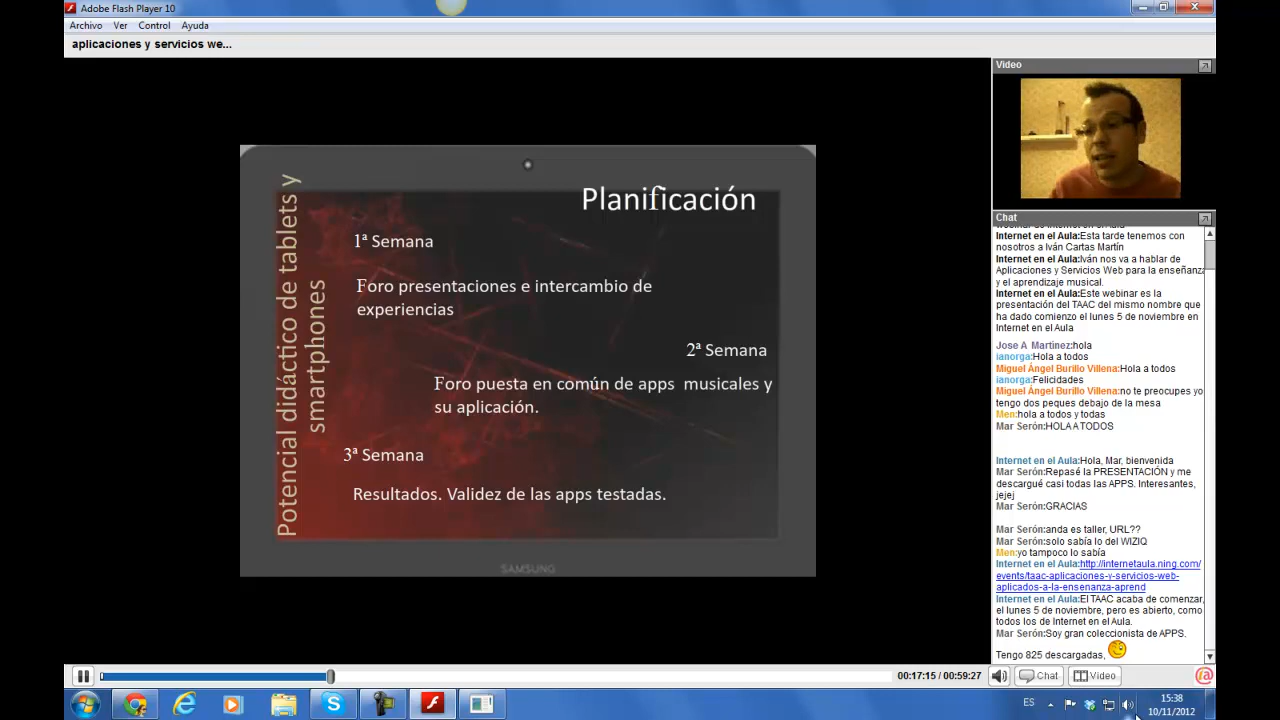 Adobe Flash Player 10
Archivo Ver Control Ayuda
aplicaciones y servicios we...
Potencial didáctico de tablets y
smartphones
Planificación
1ª Semana
Foro presentaciones e intercambio de
experiencias
2ª Semana
Foro puesta en común de apps musicales y
su aplicación.
3ª Semana
Resultados. Validez de las apps testadas.
SAMSUNG
Video
Chat
webinar de Internet en el Aula
Internet en el Aula:Esta tarde tenemos con
nosotros a Iván Cartas Martín
Internet en el Aula:Iván nos va a hablar de
Aplicaciones y Servicios Web para la enseñanza
y el aprendizaje musical.
Internet en el Aula:Este webinar es la
presentación del TAAC del mismo nombre que
ha dado comienzo el lunes 5 de noviembre en
Internet en el Aula
Jose A Martinez:hola
ianorga:Hola a todos
Miguel Ángel Burillo Villena:Hola a todos
ianorga:Felicidades
Miguel Ángel Burillo Villena:no te preocupes yo
tengo dos peques debajo de la mesa
Men:hola a todos y todas
Mar Serón:HOLA A TODOS
Internet en el Aula:Hola, Mar, bienvenida
Mar Serón:Repasé la PRESENTACIÓN y me
descargué casi todas las APPS. Interesantes,
jejej
Mar Serón:GRACIAS
Mar Serón:anda es taller, URL??
Mar Serón:solo sabía lo del WIZIQ
Men:yo tampoco lo sabía
Internet en el Aula:http://internetaula.ning.com/
events/taac-aplicaciones-y-servicios-web-
aplicados-a-la-ensenanza-aprend
Internet en el Aula:El TAAC acaba de comenzar,
el lunes 5 de noviembre, pero es abierto, como
todos los de Internet en el Aula.
Mar Serón:Soy gran coleccionista de APPS.
Tengo 825 descargadas,
00:17:15 / 00:59:27
Chat
Video
ES
15:38
10/11/2012